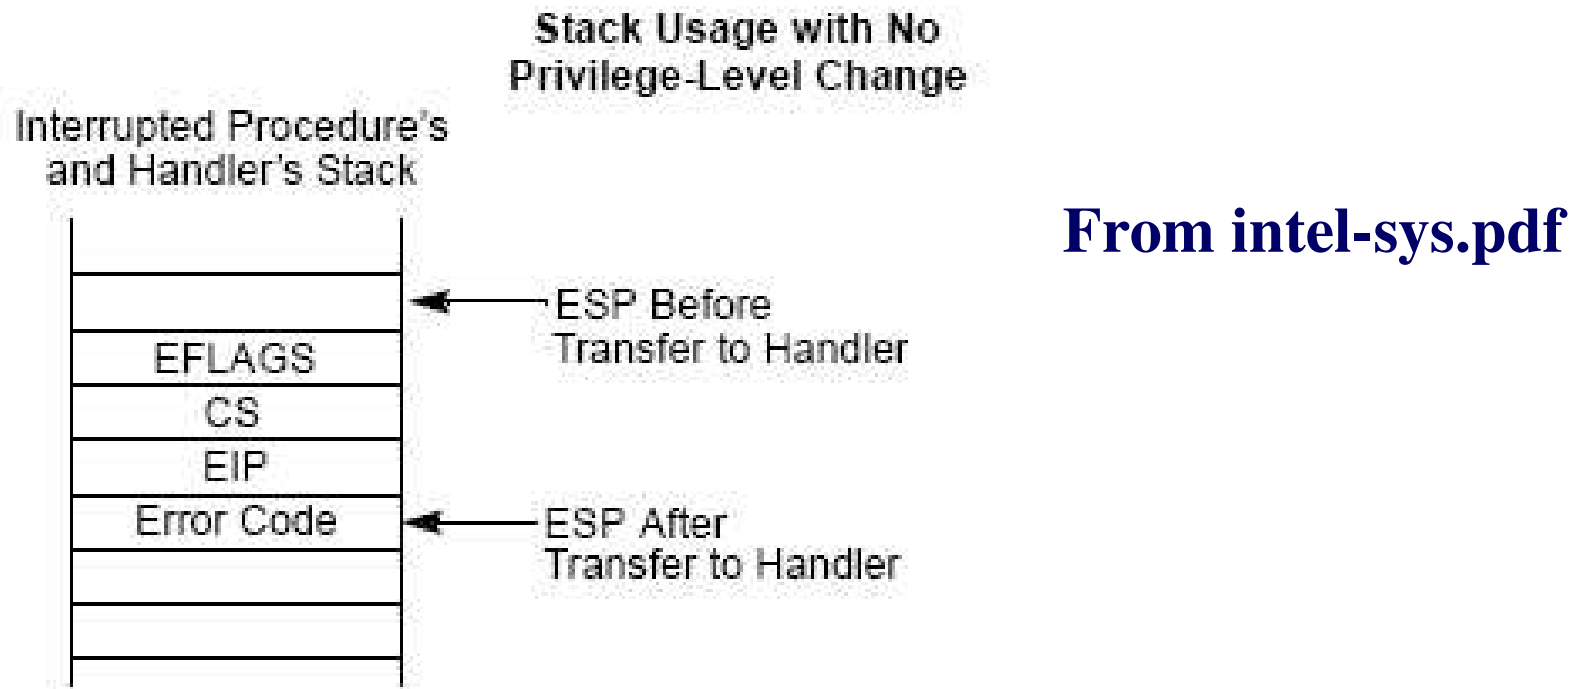 Stack Usage with No
Privilege-Level Change
Interrupted Procedure's
and Handler's Stack
From intel-sys.pdf
ESP Before
Transfer to Handler
EFLAGS
CS
EIP
Error Code
ESP After
Transfer to Handler